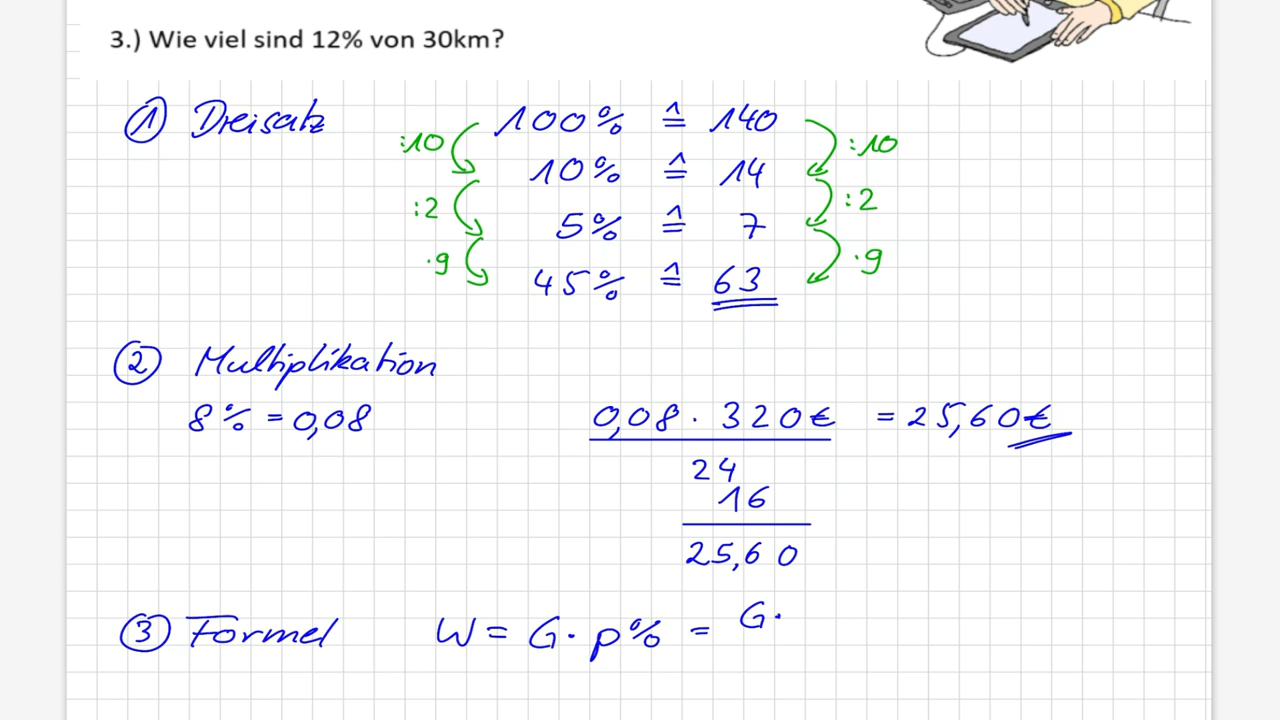 3.) Wie viel sind 12% von 30km?
① Dreisatz 100% ≙ 140
:10 :10
10% ≙ 14
:2 :2
5% ≙ 7
·9 ·9
45% ≙ 63
② Multiplikation
8% = 0,08 0,08 · 320€ = 25,60€
24
16
25,60
③ Formel W = G · p% = G·